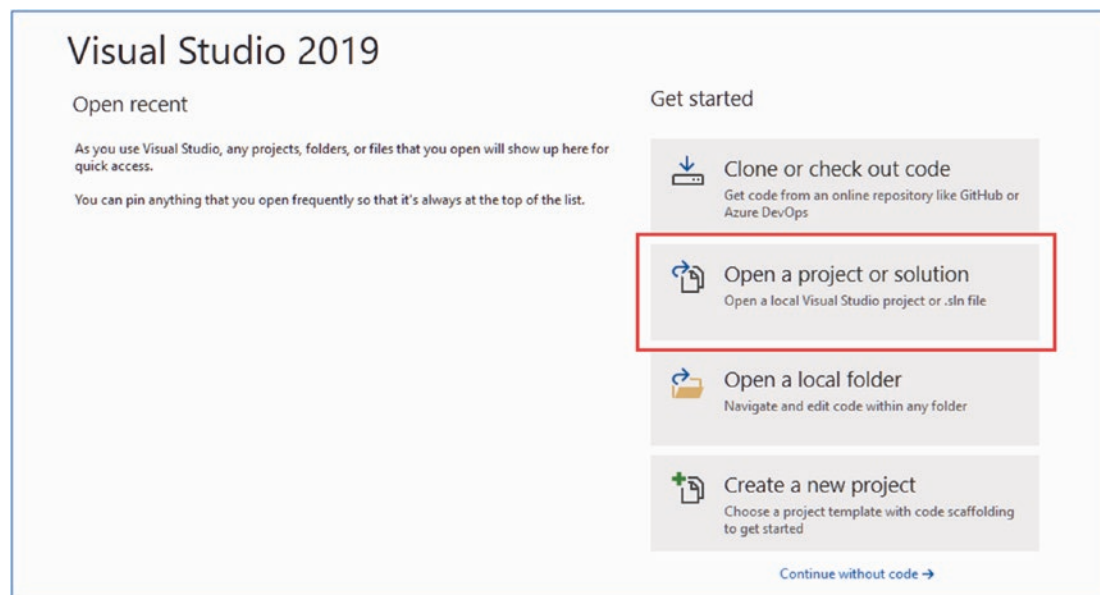 Visual Studio 2019
Open recent
As you use Visual Studio, any projects, folders, or files that you open will show up here for
quick access.
You can pin anything that you open frequently so that it's always at the top of the list.
Get started
Clone or check out code
Get code from an online repository like GitHub or
Azure DevOps
Open a project or solution
Open a local Visual Studio project or .sln file
Open a local folder
Navigate and edit code within any folder
Create a new project
Choose a project template with code scaffolding
to get started
Continue without code →